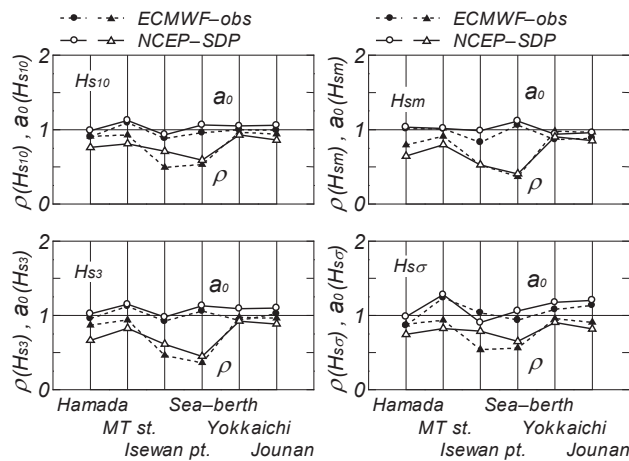 ECMWF–obs ECMWF–obs
NCEP–SDP NCEP–SDP
2 Hs10 a0 2 Hsm a0
ρ(Hs10) , a0(Hs10) ρ(Hsm) , a0(Hsm)
1 1
ρ ρ
0 0
2 Hs3 a0 2 Hsσ a0
ρ(Hs3) , a0(Hs3) ρ(Hsσ) , a0(Hsσ)
1 1
ρ ρ
0 0
Hamada Sea–berth Hamada Sea–berth
MT st. Yokkaichi MT st. Yokkaichi
Isewan pt. Jounan Isewan pt. Jounan